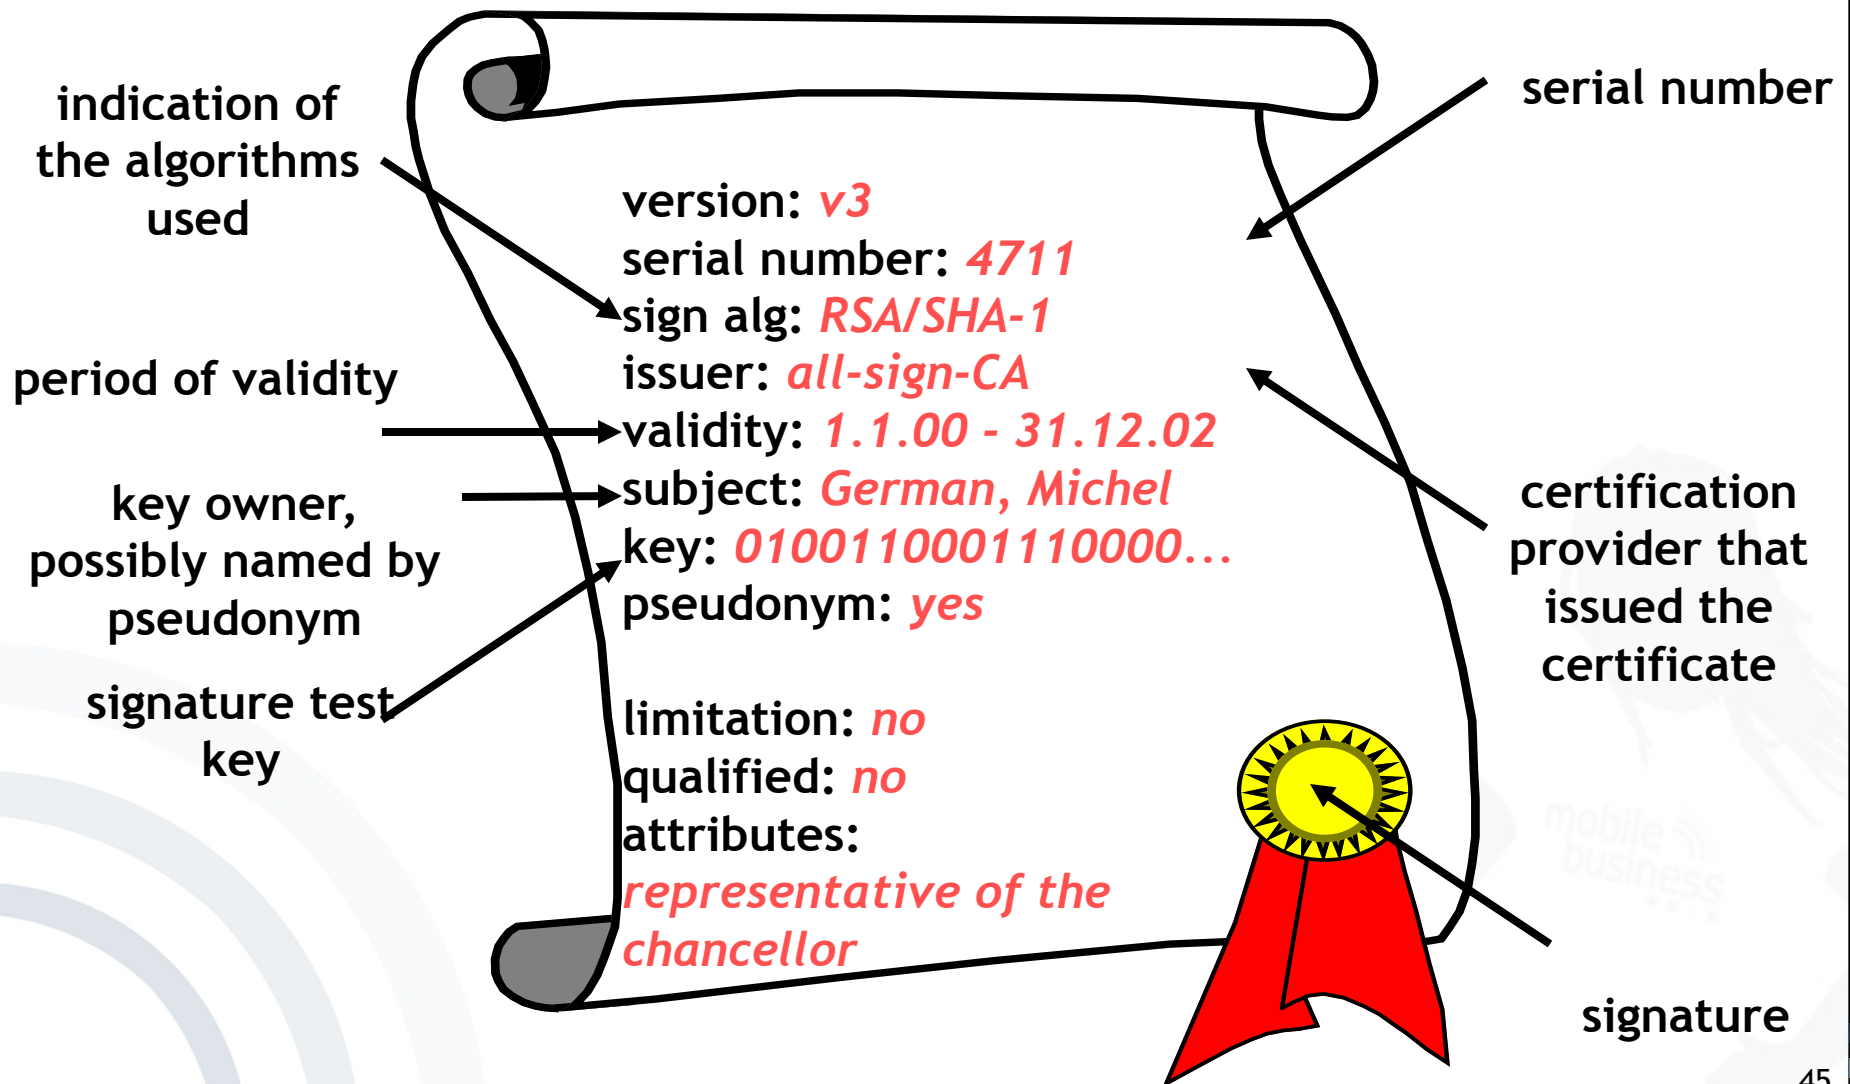 indication of
the algorithms
used
period of validity
key owner,
possibly named by
pseudonym
signature test
key
version: v3
serial number: 4711
sign alg: RSA/SHA-1
issuer: all-sign-CA
validity: 1.1.00 - 31.12.02
subject: German, Michel
key: 0100110001110000...
pseudonym: yes
limitation: no
qualified: no
attributes:
representative of the
chancellor
serial number
certification
provider that
issued the
certificate
mobile
business
signature
45